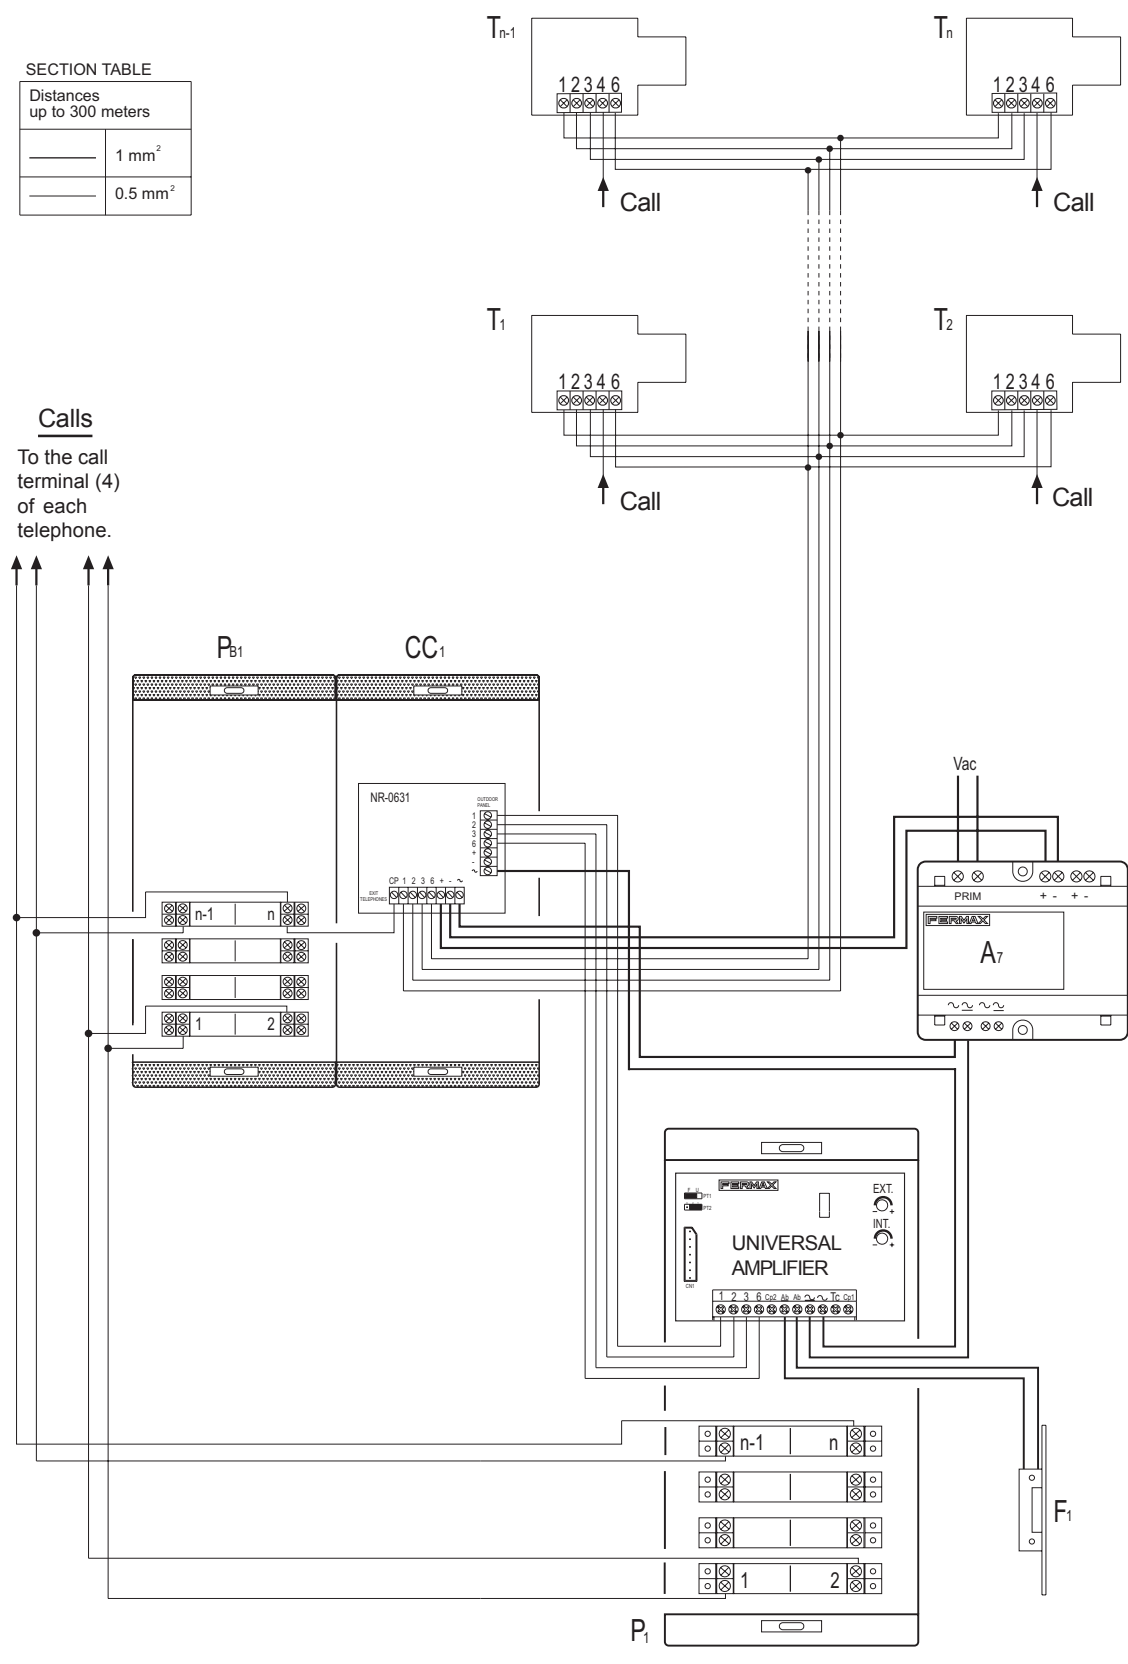 Tn-1
Tn
SECTION TABLE
Distances
up to 300 meters
1 mm²
0.5 mm²
1 2 3 4 6
1 2 3 4 6
Call
Call
T1
T2
1 2 3 4 6
1 2 3 4 6
Call
Call
Calls
To the call
terminal (4)
of each
telephone.
PB1
CC1
NR-0631
OUTDOOR
PANEL
1
2
3
6
+
-
~
CP 1 2 3 6 + - ~
EXIT
TELEPHONES
n-1 n
1 2
Vac
PRIM + - + -
FERMAX
A7
FERMAX
F U
PT1
PT2
CN1
EXT.
- +
INT.
- +
UNIVERSAL
AMPLIFIER
1 2 3 6 Cp2 Ab Ab ~ ~ Tc Cp1
n-1 n
1 2
F1
P1